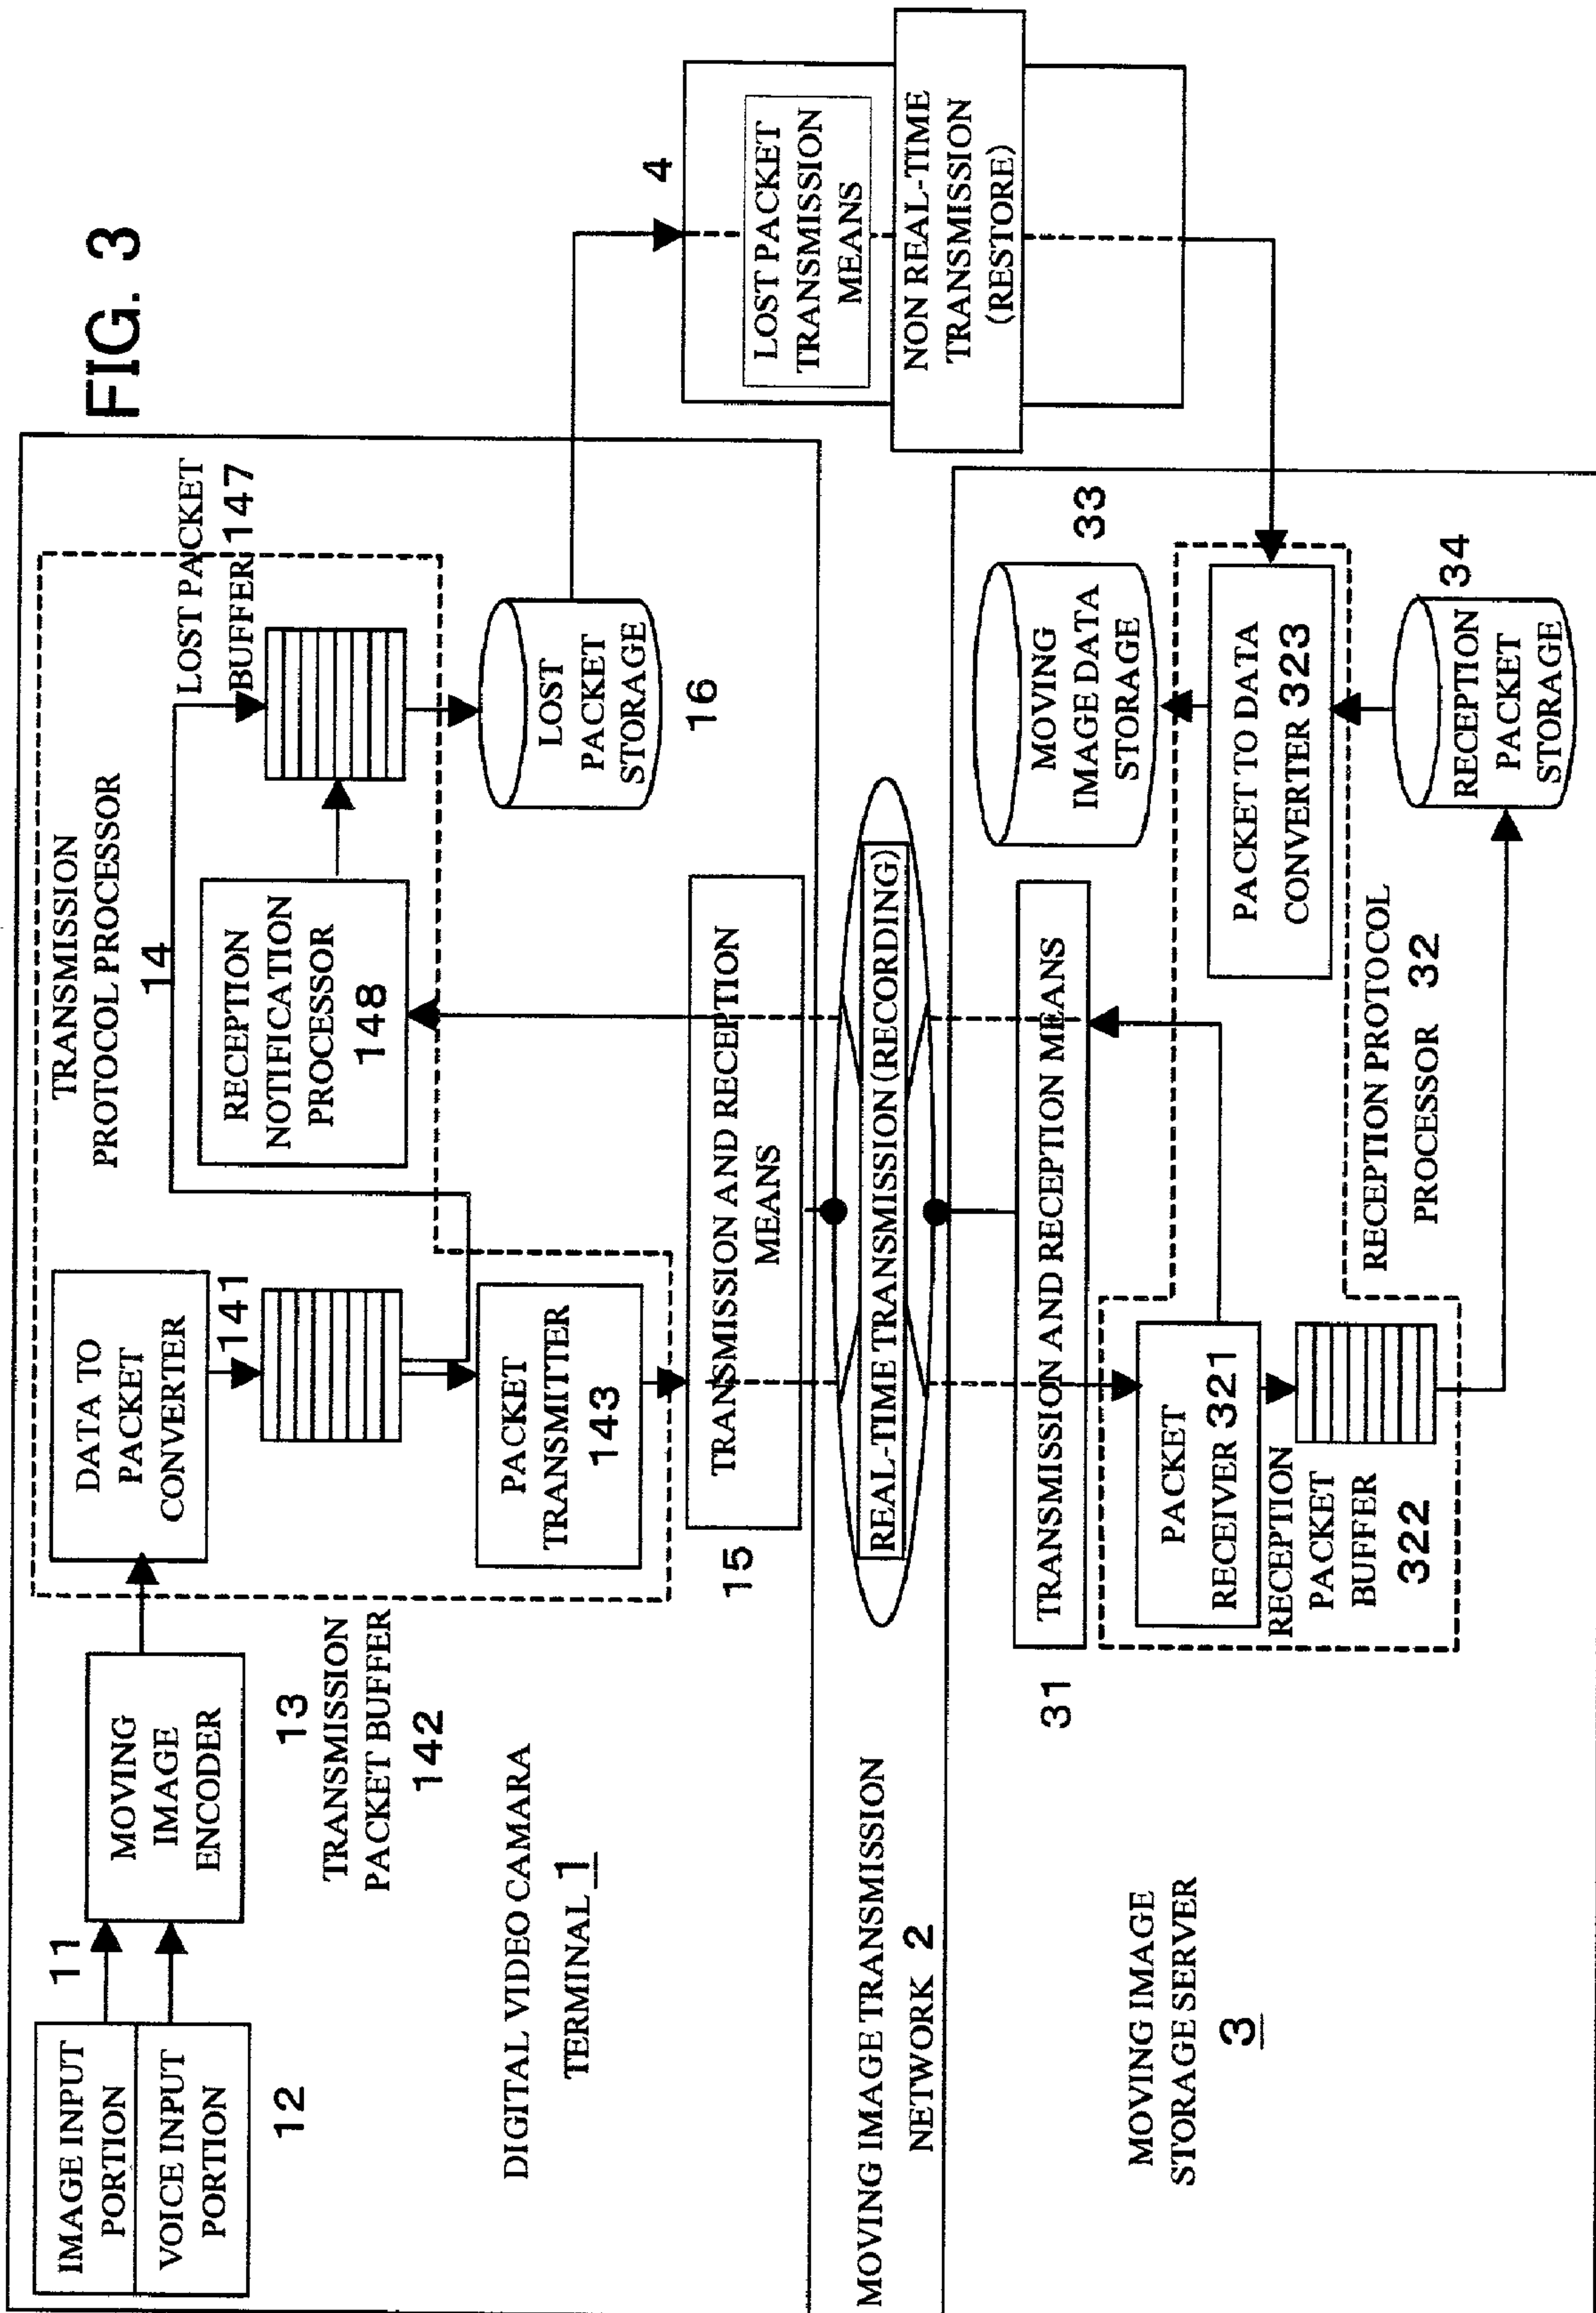 FIG. 3
IMAGE INPUT
PORTION
11
VOICE INPUT
PORTION
12
MOVING
IMAGE
ENCODER
13
TRANSMISSION
PACKET BUFFER
142
DATA TO
PACKET
CONVERTER
141
PACKET
TRANSMITTER
143
TRANSMISSION
PROTOCOL PROCESSOR
14
RECEPTION
NOTIFICATION
PROCESSOR
148
LOST PACKET
BUFFER 147
LOST
PACKET
STORAGE
16
DIGITAL VIDEO CAMARA
TERMINAL 1
15
TRANSMISSION AND RECEPTION
MEANS
4
LOST PACKET
TRANSMISSION
MEANS
NON REAL-TIME
TRANSMISSION
(RESTORE)
MOVING IMAGE TRANSMISSION
NETWORK 2
REAL-TIME TRANSMISSION (RECORDING)
MOVING IMAGE
STORAGE SERVER
3
31
TRANSMISSION AND RECEPTION MEANS
PACKET
RECEIVER 321
RECEPTION
PACKET
BUFFER
322
RECEPTION PROTOCOL
PROCESSOR 32
MOVING
IMAGE DATA
STORAGE
33
PACKET TO DATA
CONVERTER 323
RECEPTION
PACKET
STORAGE
34